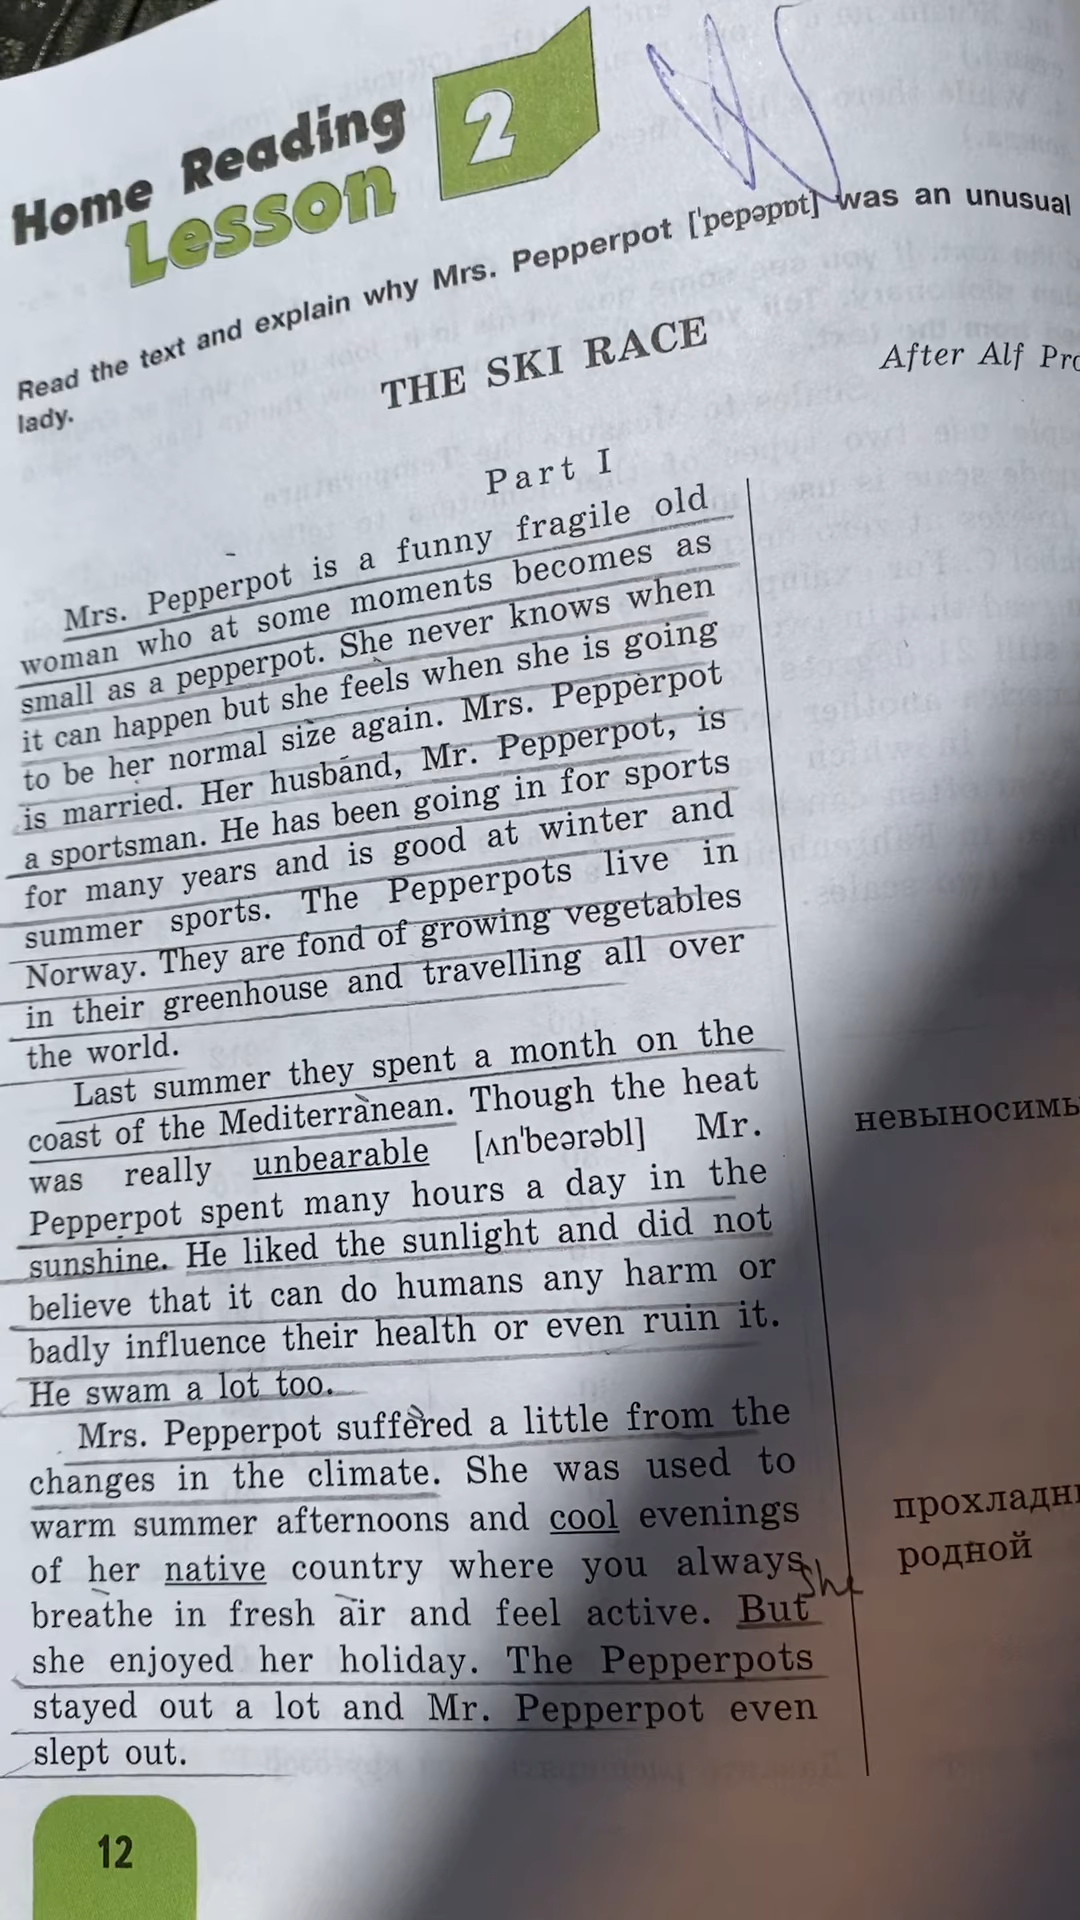 Home Reading
Lesson 2
Read the text and explain why Mrs. Pepperpot ['pepəpɒt] was an unusual
lady.
THE SKI RACE
After Alf
Part I
Mrs. Pepperpot is a funny fragile old
woman who at some moments becomes as
small as a pepperpot. She never knows when
it can happen but she feels when she is going
to be her normal size again. Mrs. Pepperpot
is married. Her husband, Mr. Pepperpot, is
a sportsman. He has been going in for sports
for many years and is good at winter and
summer sports. The Pepperpots live in
Norway. They are fond of growing vegetables
in their greenhouse and travelling all over
the world.
Last summer they spent a month on the
coast of the Mediterranean. Though the heat
was really unbearable [ʌn'beərəbl] Mr.
Pepperpot spent many hours a day in the
sunshine. He liked the sunlight and did not
believe that it can do humans any harm or
badly influence their health or even ruin it.
He swam a lot too.
Mrs. Pepperpot suffered a little from the
changes in the climate. She was used to
warm summer afternoons and cool evenings
of her native country where you always
she
breathe in fresh air and feel active. But
she enjoyed her holiday. The Pepperpots
stayed out a lot and Mr. Pepperpot even
slept out.
родной
12